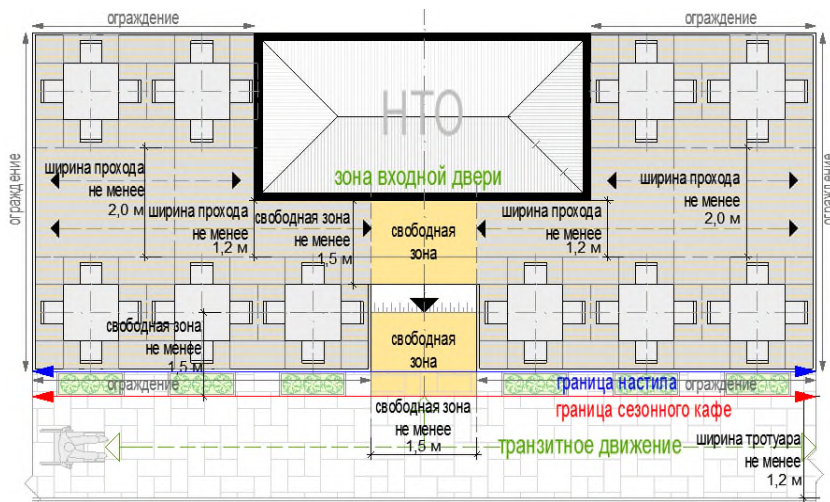 ограждение
ограждение
ограждение
ограждение
НТО
зона входной двери
ширина прохода
не менее
2,0 м
ширина прохода
не менее
1,2 м
свободная зона
не менее
1,5 м
свободная
зона
ширина прохода
не менее
1,2 м
ширина прохода
не менее
2,0 м
свободная зона
не менее
1,5 м
свободная
зона
ограждение
граница настила
ограждение
граница сезонного кафе
свободная зона
не менее
1,5 м
транзитное движение
ширина тротуара
не менее
1,2 м